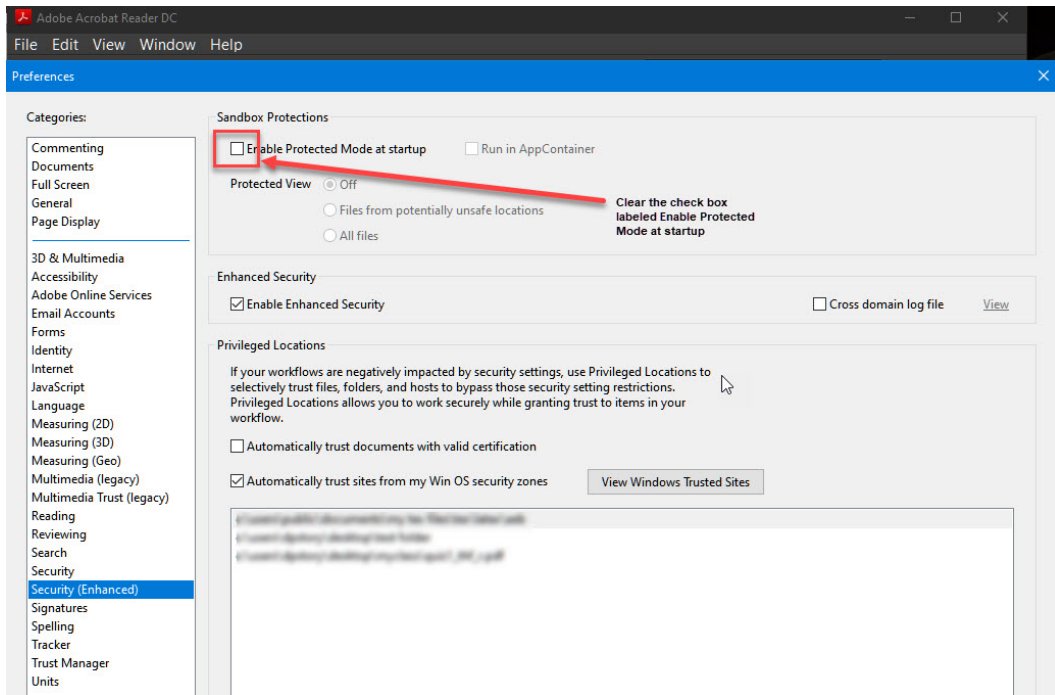 Adobe Acrobat Reader DC
File Edit View Window Help
Preferences
Categories:
Commenting
Documents
Full Screen
General
Page Display
3D & Multimedia
Accessibility
Adobe Online Services
Email Accounts
Forms
Identity
Internet
JavaScript
Language
Measuring (2D)
Measuring (3D)
Measuring (Geo)
Multimedia (legacy)
Multimedia Trust (legacy)
Reading
Reviewing
Search
Security
Security (Enhanced)
Signatures
Spelling
Tracker
Trust Manager
Units
Sandbox Protections
Enable Protected Mode at startup Run in AppContainer
Protected View Off
Files from potentially unsafe locations
All files
Clear the check box
labeled Enable Protected
Mode at startup
Enhanced Security
Enable Enhanced Security Cross domain log file View
Privileged Locations
If your workflows are negatively impacted by security settings, use Privileged Locations to
selectively trust files, folders, and hosts to bypass those security setting restrictions.
Privileged Locations allows you to work securely while granting trust to items in your
workflow.
Automatically trust documents with valid certification
Automatically trust sites from my Win OS security zones View Windows Trusted Sites